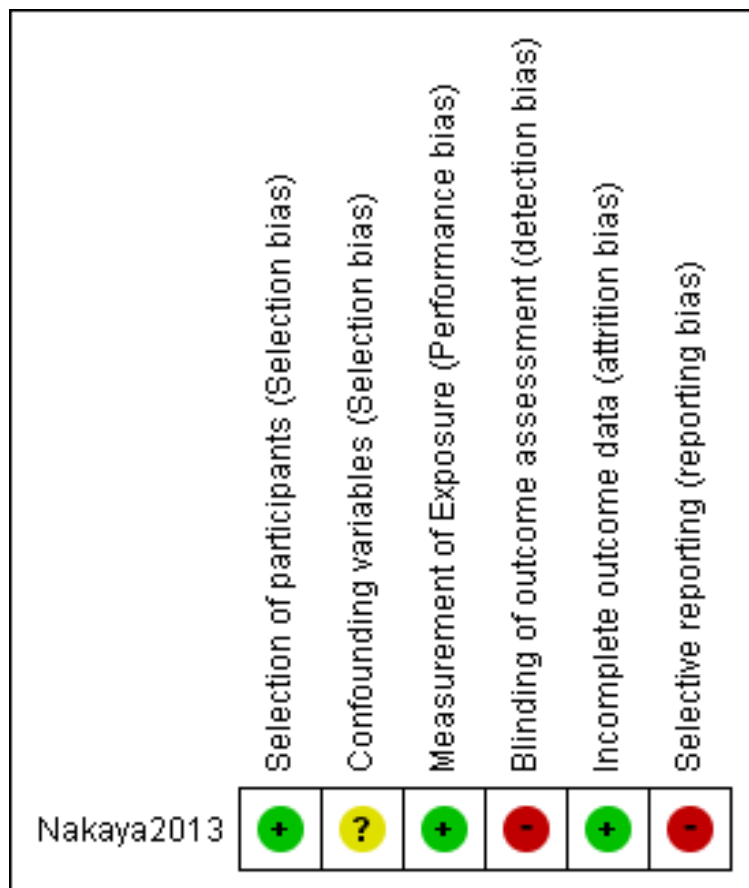 Selection of participants (Selection bias)
Confounding variables (Selection bias)
Measurement of Exposure (Performance bias)
Blinding of outcome assessment (detection bias)
Incomplete outcome data (attrition bias)
Selective reporting (reporting bias)
Nakaya2013 + ? + - + -